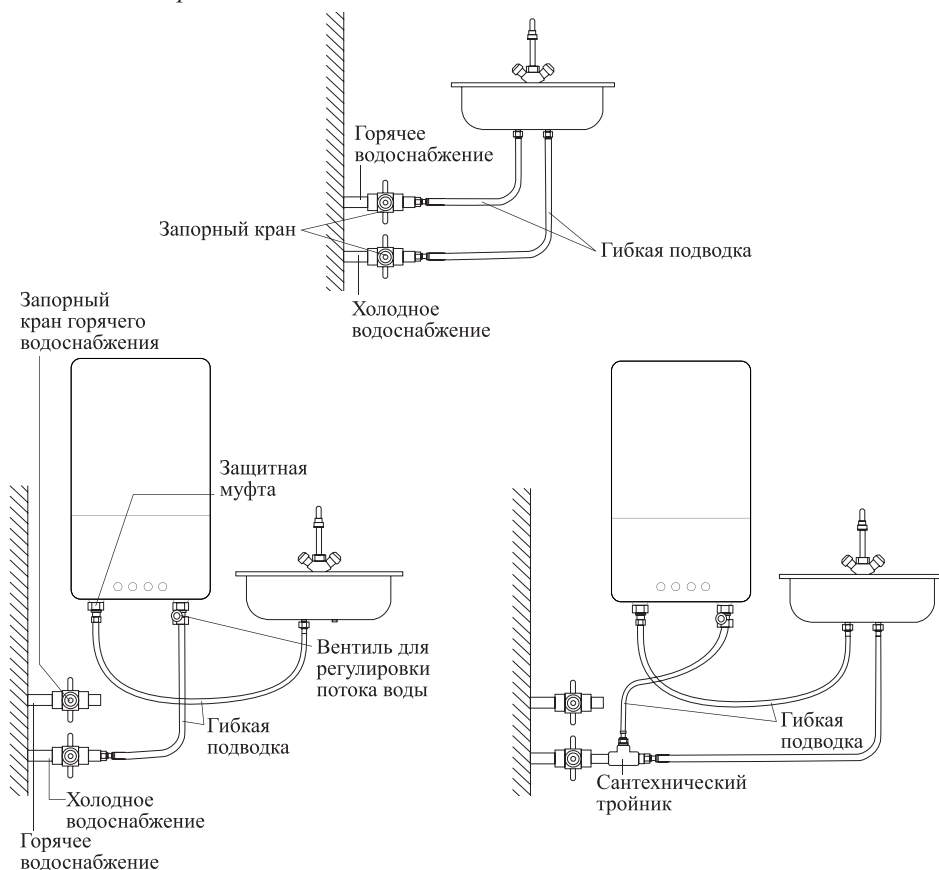 Горячее
водоснабжение
Запорный кран
Гибкая подводка
Холодное
водоснабжение
Запорный
кран горячего
водоснабжения
Защитная
муфта
Вентиль для
регулировки
потока воды
Гибкая
подводка
Холодное
водоснабжение
Горячее
водоснабжение
Гибкая
подводка
Сантехнический
тройник